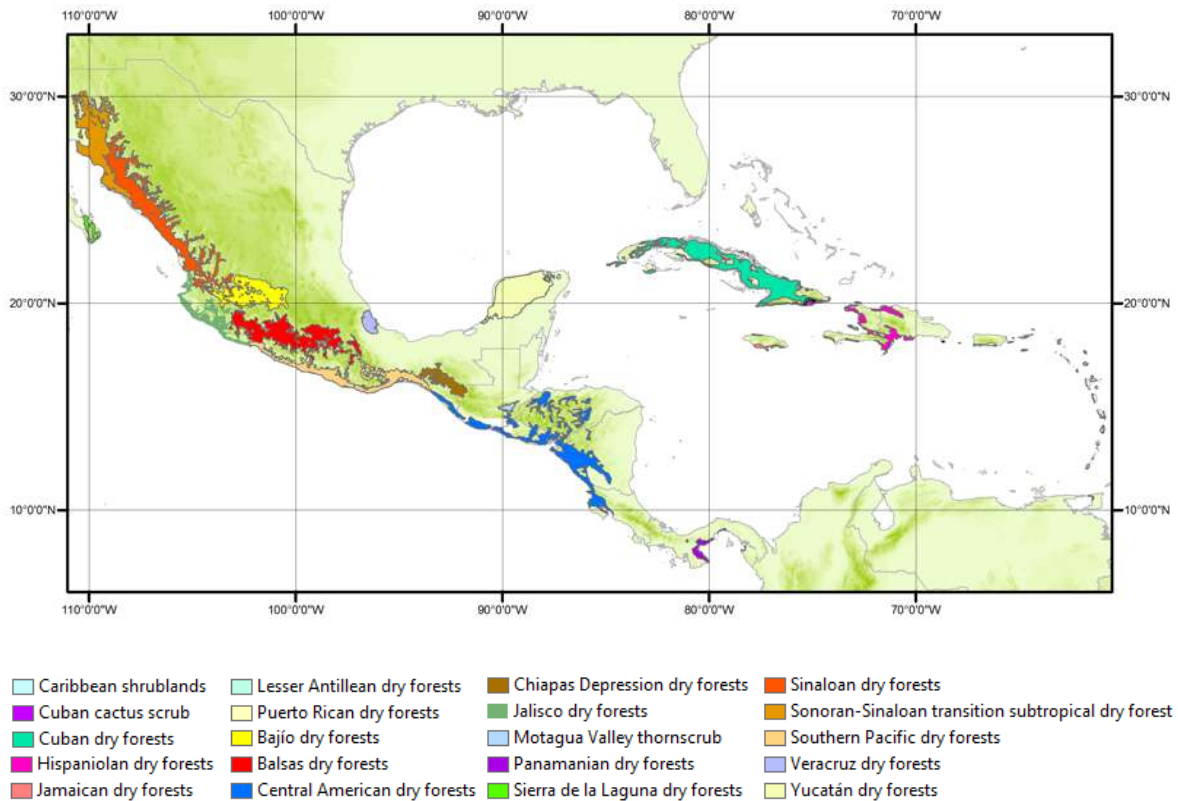 110°0'0"W 100°0'0"W 90°0'0"W 80°0'0"W 70°0'0"W
30°0'0"N 30°0'0"N
20°0'0"N 20°0'0"N
10°0'0"N 10°0'0"N
110°0'0"W 100°0'0"W 90°0'0"W 80°0'0"W 70°0'0"W
Caribbean shrublands Lesser Antillean dry forests Chiapas Depression dry forests Sinaloan dry forests
Cuban cactus scrub Puerto Rican dry forests Jalisco dry forests Sonoran-Sinaloan transition subtropical dry forest
Cuban dry forests Bajío dry forests Motagua Valley thornscrub Southern Pacific dry forests
Hispaniolan dry forests Balsas dry forests Panamanian dry forests Veracruz dry forests
Jamaican dry forests Central American dry forests Sierra de la Laguna dry forests Yucatán dry forests